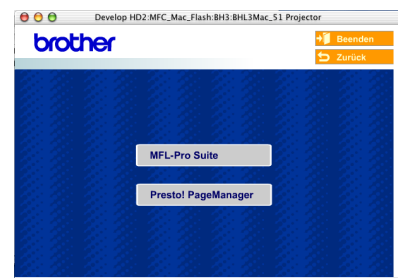 Develop HD2:MFC_Mac_Flash:BH3:BHL3Mac_S1 Projector
brother
Beenden
Zurück
MFL-Pro Suite
Presto! PageManager